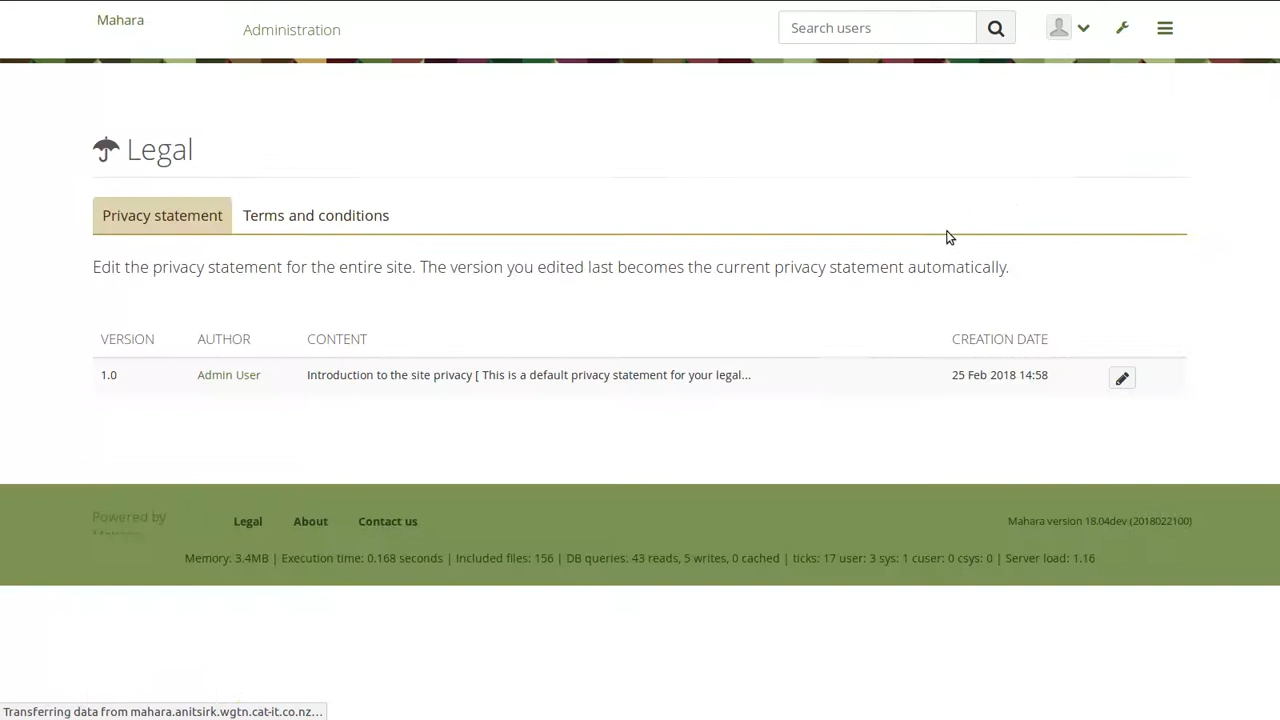 Mahara
Administration
Search users
Legal
Privacy statement
Terms and conditions
Edit the privacy statement for the entire site. The version you edited last becomes the current privacy statement automatically.
VERSION AUTHOR CONTENT CREATION DATE
1.0 Admin User Introduction to the site privacy [ This is a default privacy statement for your legal... 25 Feb 2018 14:58
Powered by
Mahara
Legal About Contact us
Mahara version 18.04dev (2018022100)
Memory: 3.4MB | Execution time: 0.168 seconds | Included files: 156 | DB queries: 43 reads, 5 writes, 0 cached | ticks: 17 user: 3 sys: 1 cuser: 0 csys: 0 | Server load: 1.16
Transferring data from mahara.anitsirk.wgtn.cat-it.co.nz...